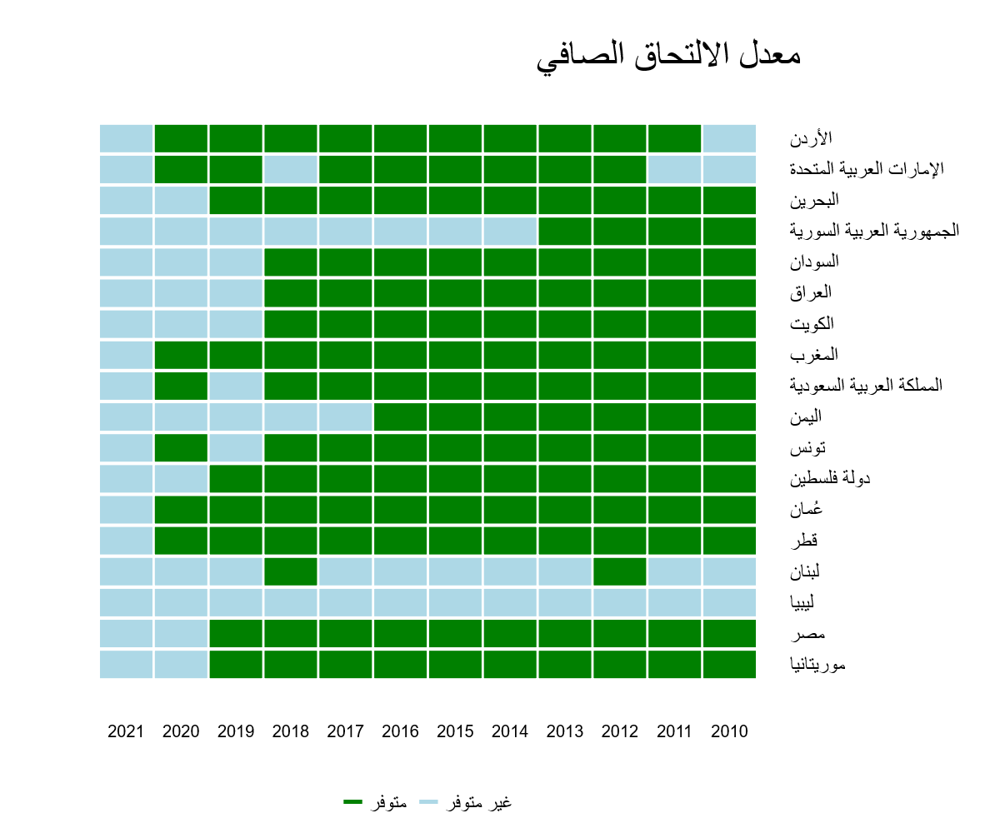 معدل الالتحاق الصافي
الأردن
الإمارات العربية المتحدة
البحرين
الجمهورية العربية السورية
السودان
العراق
الكويت
المغرب
المملكة العربية السعودية
اليمن
تونس
دولة فلسطين
عُمان
قطر
لبنان
ليبيا
مصر
موريتانيا
2021 2020 2019 2018 2017 2016 2015 2014 2013 2012 2011 2010
متوفر غير متوفر